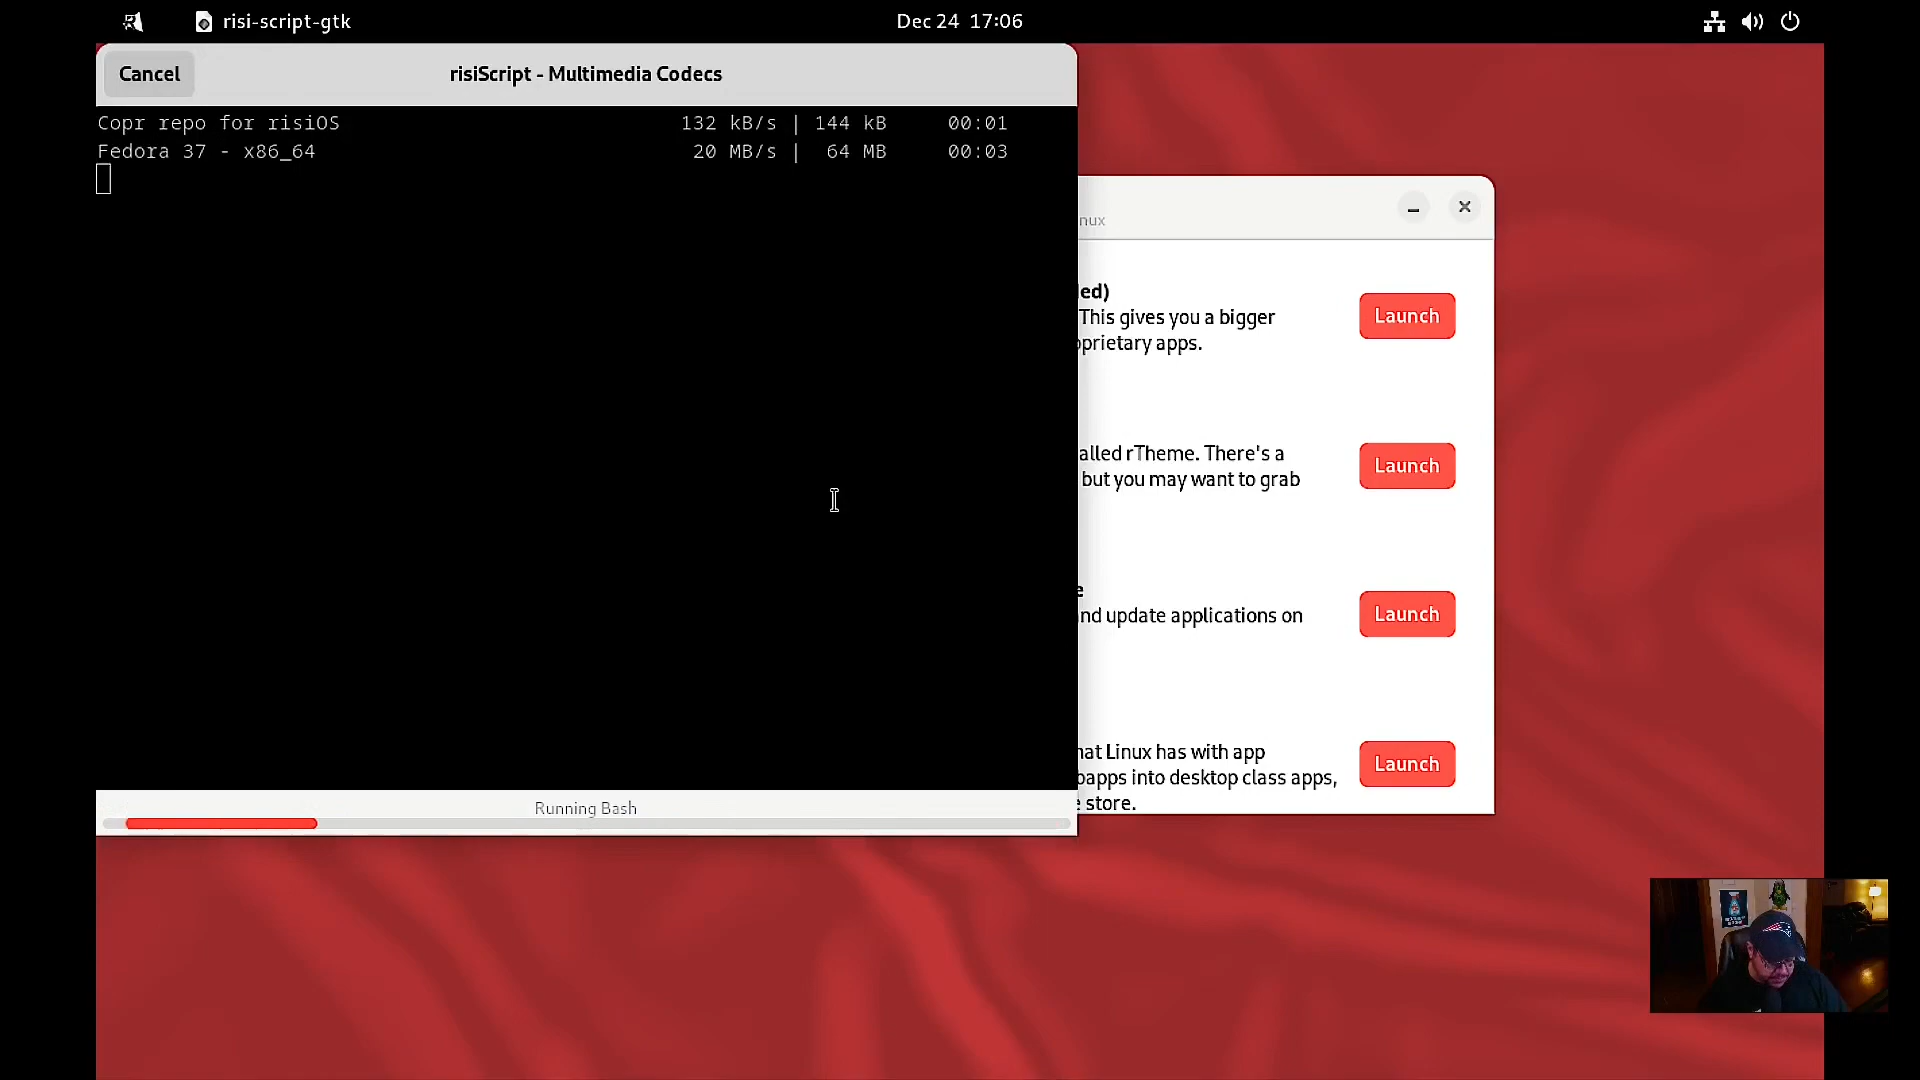 risi-script-gtk
Dec 24 17:06
Cancel
risiScript - Multimedia Codecs
Copr repo for risiOS 132 kB/s | 144 kB 00:01
Fedora 37 - x86_64 20 MB/s | 64 MB 00:03
Running Bash
nux
led)
This gives you a bigger
prietary apps.
Launch
alled rTheme. There's a
but you may want to grab
Launch
e
nd update applications on
Launch
hat Linux has with app
bapps into desktop class apps,
e store.
Launch